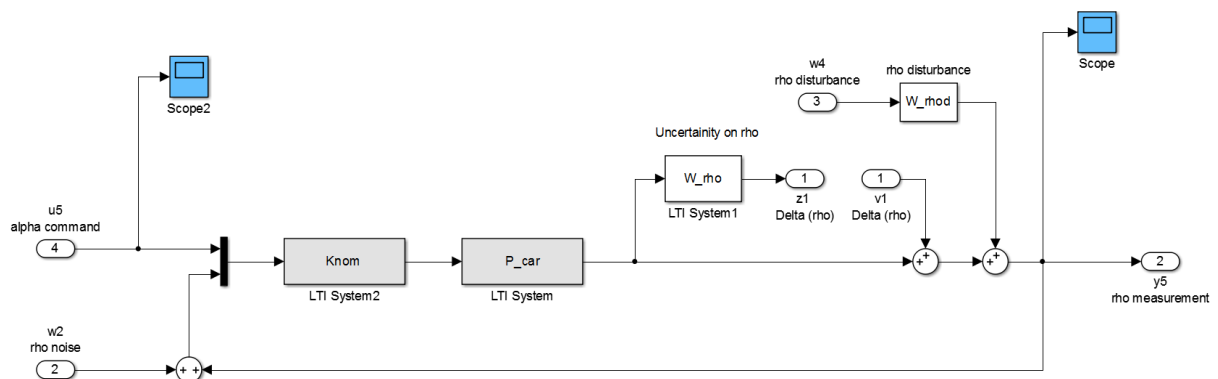 Scope2
w4
rho disturbance
3
rho disturbance
W_rhod
Scope
Uncertainity on rho
W_rho
LTI System1
1
z1
Delta (rho)
1
v1
Delta (rho)
u5
alpha command
4
Knom
LTI System2
P_car
LTI System
+
+
+
+
2
y5
rho measurement
w2
rho noise
2
+ +